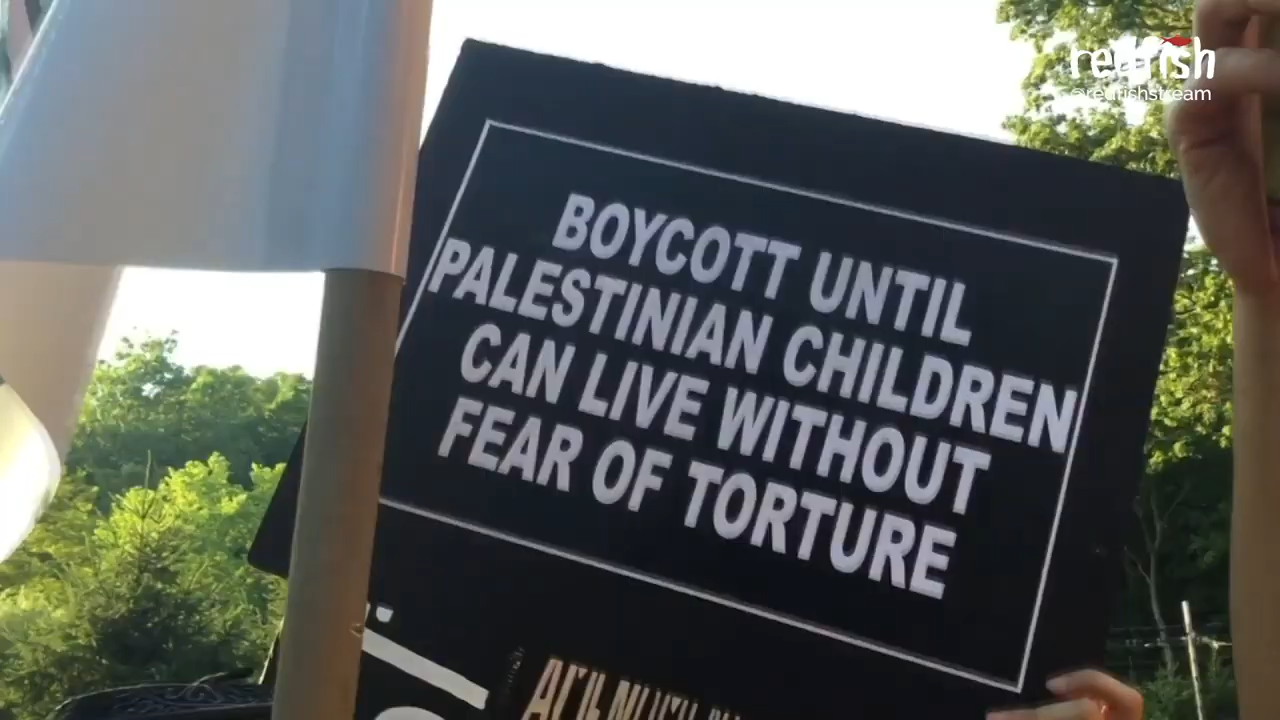 redfish
@redfishstream
BOYCOTT UNTIL
PALESTINIAN CHILDREN
CAN LIVE WITHOUT
FEAR OF TORTURE